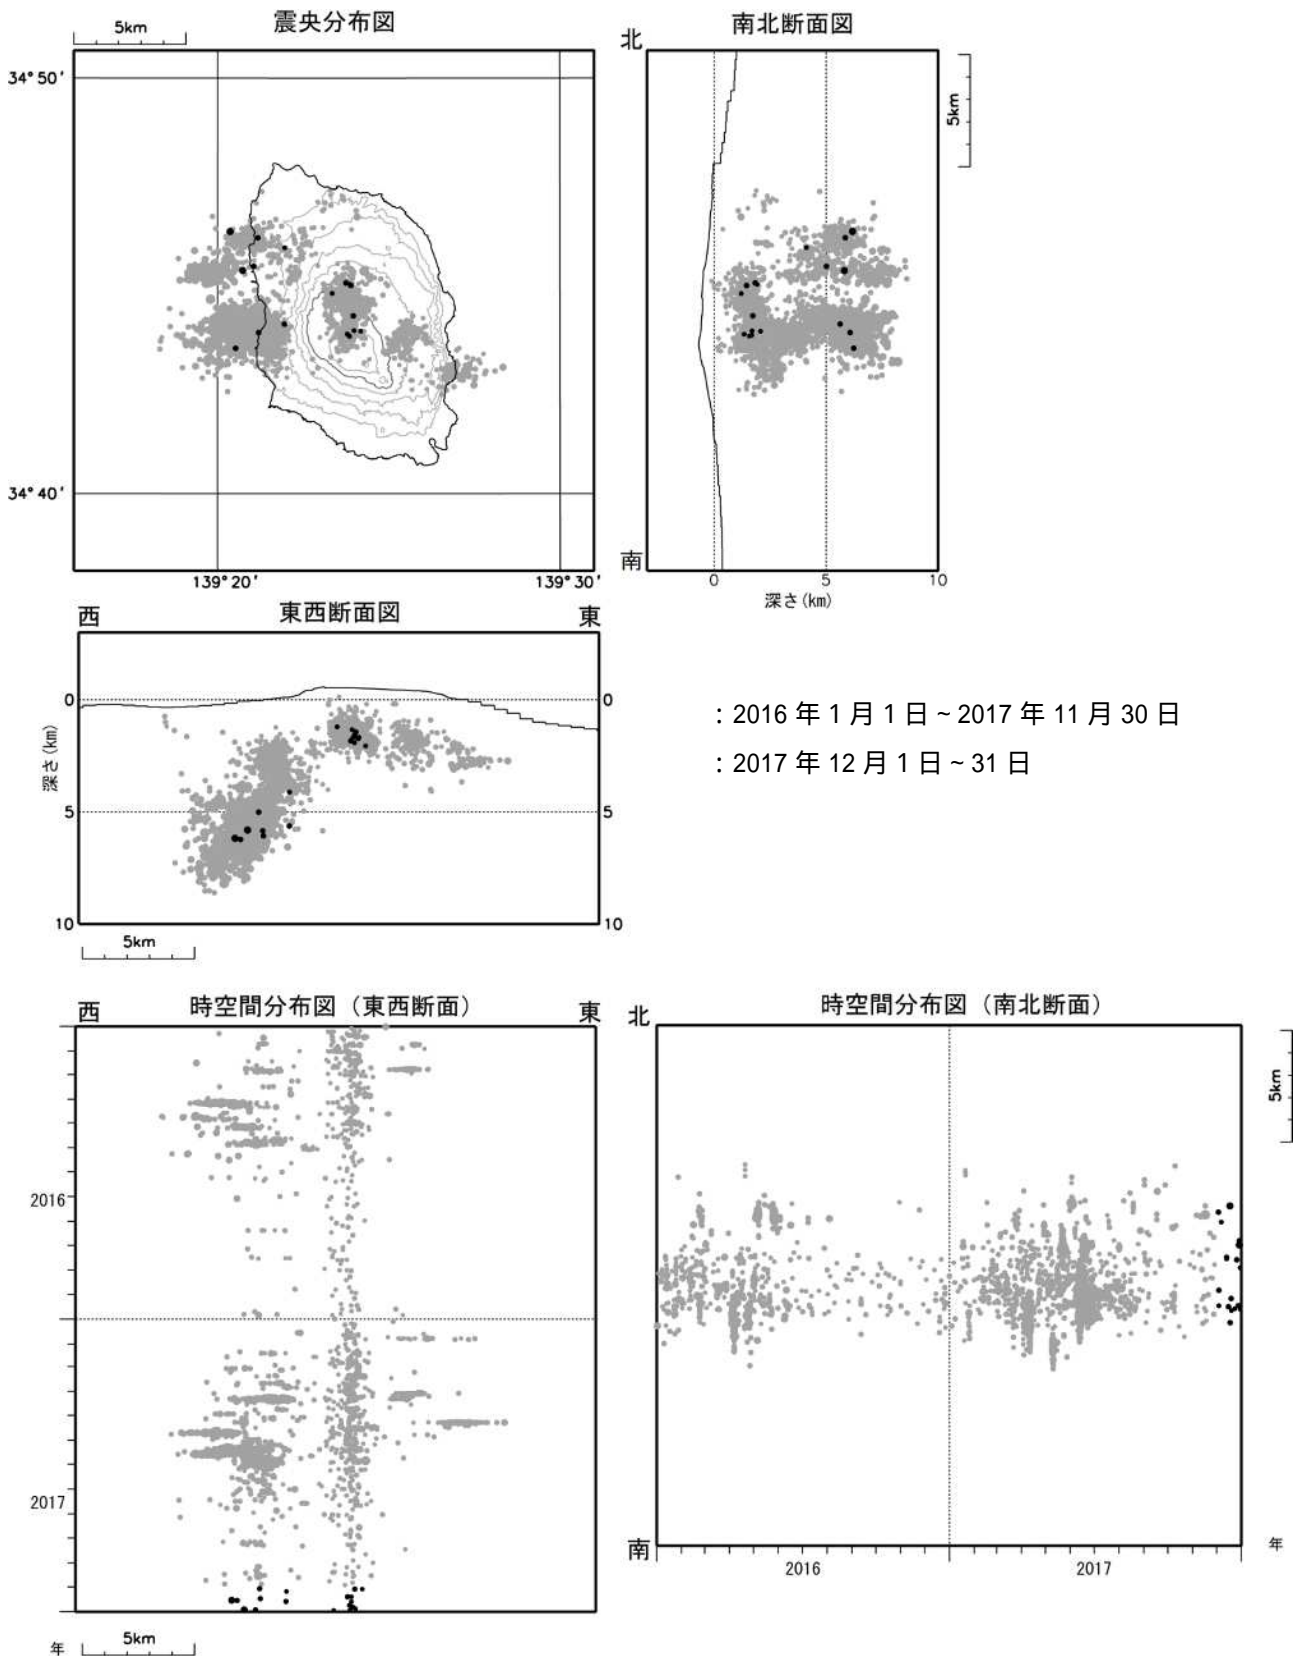 5km
震央分布図
34°50'
34°40'
139°20'
139°30'
南北断面図
北
5km
南
0
5
10
深さ(km)
東西断面図
西
東
0
0
深さ(km)
5
5
10
10
5km
：2016 年 1 月 1 日 ~ 2017 年 11 月 30 日
：2017 年 12 月 1 日 ~ 31 日
時空間分布図（東西断面）
西
東
2016
2017
年
5km
時空間分布図（南北断面）
北
5km
南
2016
2017
年